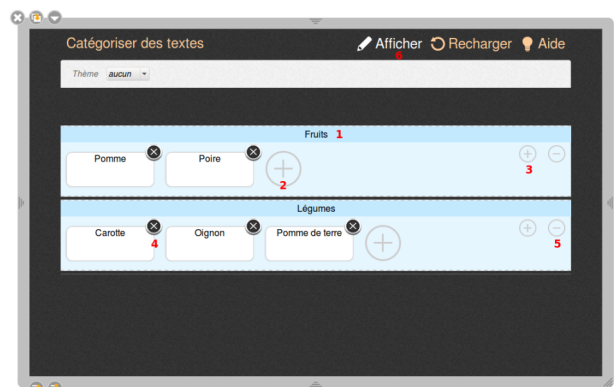 Catégoriser des textes
Afficher Recharger Aide
6
Thème aucun
Fruits 1
Pomme Poire
2 3
Légumes
Carotte Oignon Pomme de terre
4 5